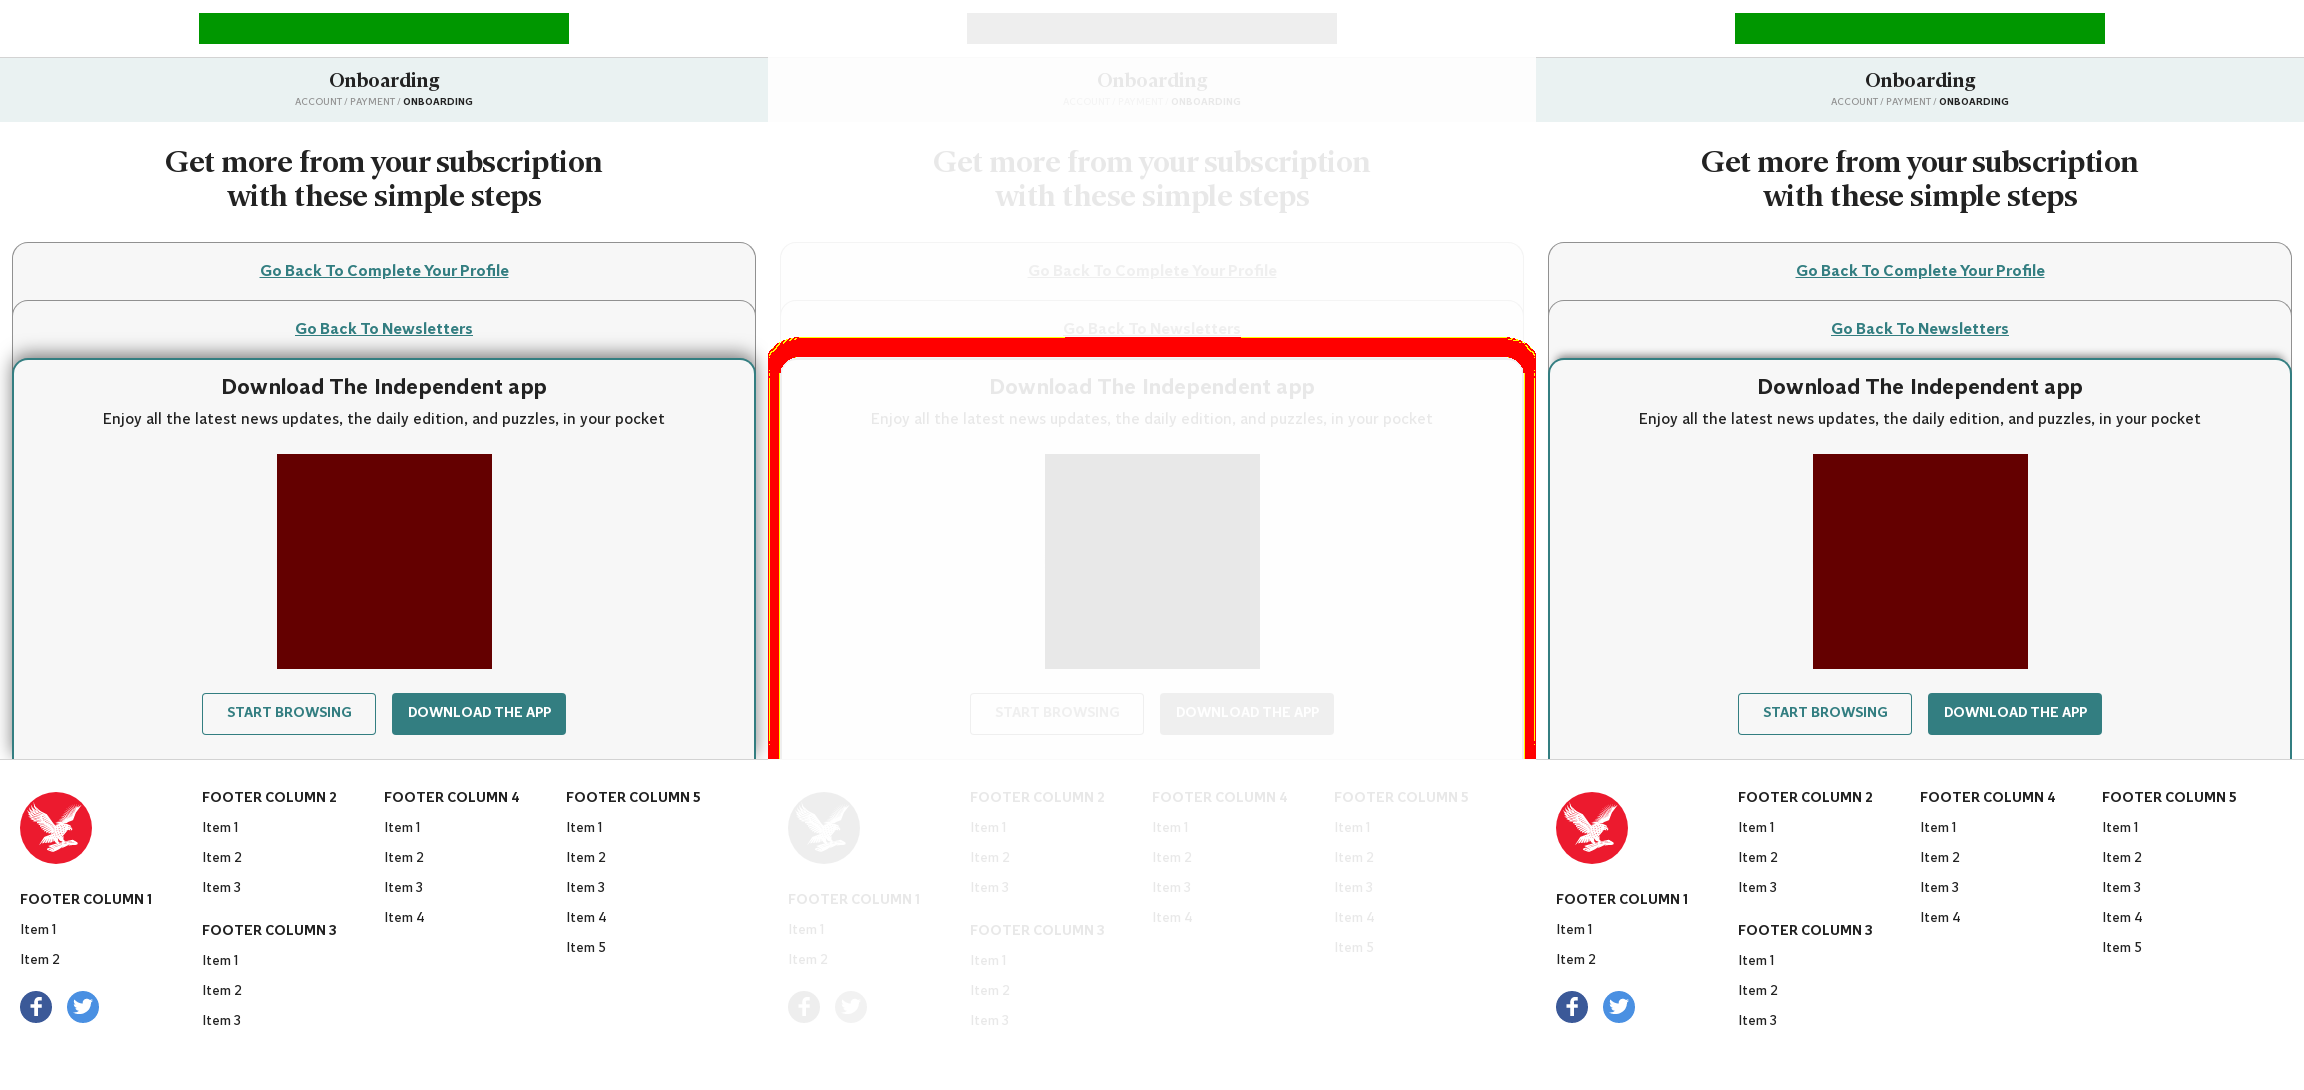 Onboarding
ACCOUNT / PAYMENT / ONBOARDING
Get more from your subscription
with these simple steps
Go Back To Complete Your Profile
Go Back To Newsletters
Download The Independent app
Enjoy all the latest news updates, the daily edition, and puzzles, in your pocket
START BROWSING
DOWNLOAD THE APP
FOOTER COLUMN 1
Item 1
Item 2
FOOTER COLUMN 2
Item 1
Item 2
Item 3
FOOTER COLUMN 3
Item 1
Item 2
Item 3
FOOTER COLUMN 4
Item 1
Item 2
Item 3
Item 4
FOOTER COLUMN 5
Item 1
Item 2
Item 3
Item 4
Item 5
Onboarding
ACCOUNT / PAYMENT / ONBOARDING
Get more from your subscription
with these simple steps
Go Back To Complete Your Profile
Go Back To Newsletters
Download The Independent app
Enjoy all the latest news updates, the daily edition, and puzzles, in your pocket
START BROWSING
DOWNLOAD THE APP
FOOTER COLUMN 1
Item 1
Item 2
FOOTER COLUMN 2
Item 1
Item 2
Item 3
FOOTER COLUMN 3
Item 1
Item 2
Item 3
FOOTER COLUMN 4
Item 1
Item 2
Item 3
Item 4
FOOTER COLUMN 5
Item 1
Item 2
Item 3
Item 4
Item 5
Onboarding
ACCOUNT / PAYMENT / ONBOARDING
Get more from your subscription
with these simple steps
Go Back To Complete Your Profile
Go Back To Newsletters
Download The Independent app
Enjoy all the latest news updates, the daily edition, and puzzles, in your pocket
START BROWSING
DOWNLOAD THE APP
FOOTER COLUMN 1
Item 1
Item 2
FOOTER COLUMN 2
Item 1
Item 2
Item 3
FOOTER COLUMN 3
Item 1
Item 2
Item 3
FOOTER COLUMN 4
Item 1
Item 2
Item 3
Item 4
FOOTER COLUMN 5
Item 1
Item 2
Item 3
Item 4
Item 5